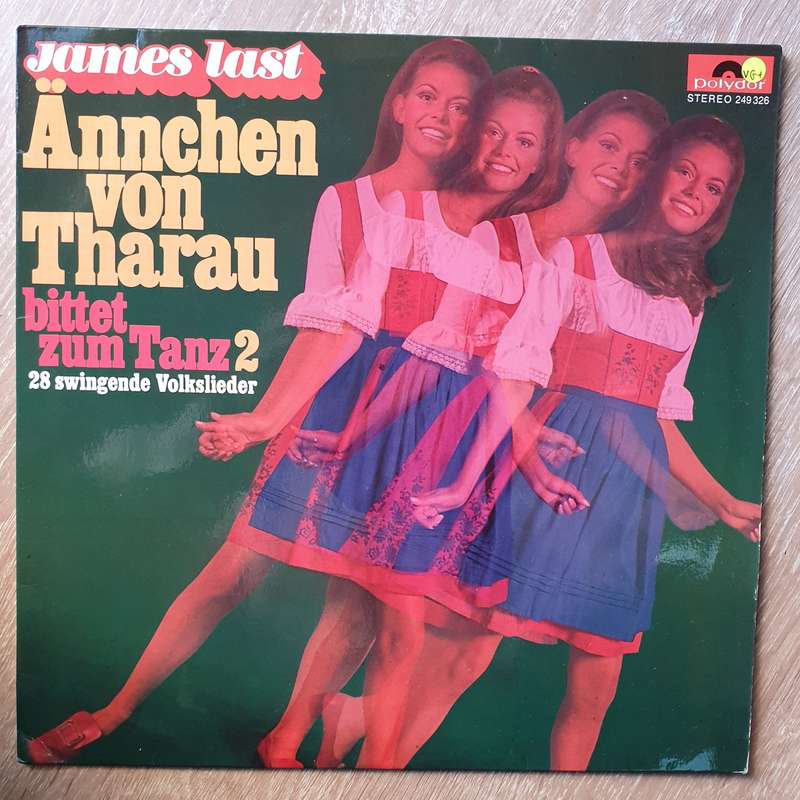 James last
Ännchen
von
Tharau
bittet
zum Tanz 2
28 swingende Volkslieder
polydor
VG+
STEREO 249 326